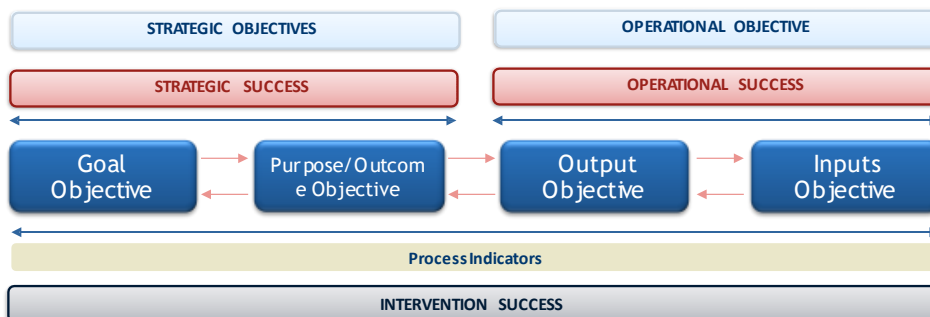 STRATEGIC OBJECTIVES
OPERATIONAL OBJECTIVE
STRATEGIC SUCCESS
OPERATIONAL SUCCESS
Goal
Objective
Purpose/Outcom
e Objective
Output
Objective
Inputs
Objective
Process Indicators
INTERVENTION SUCCESS